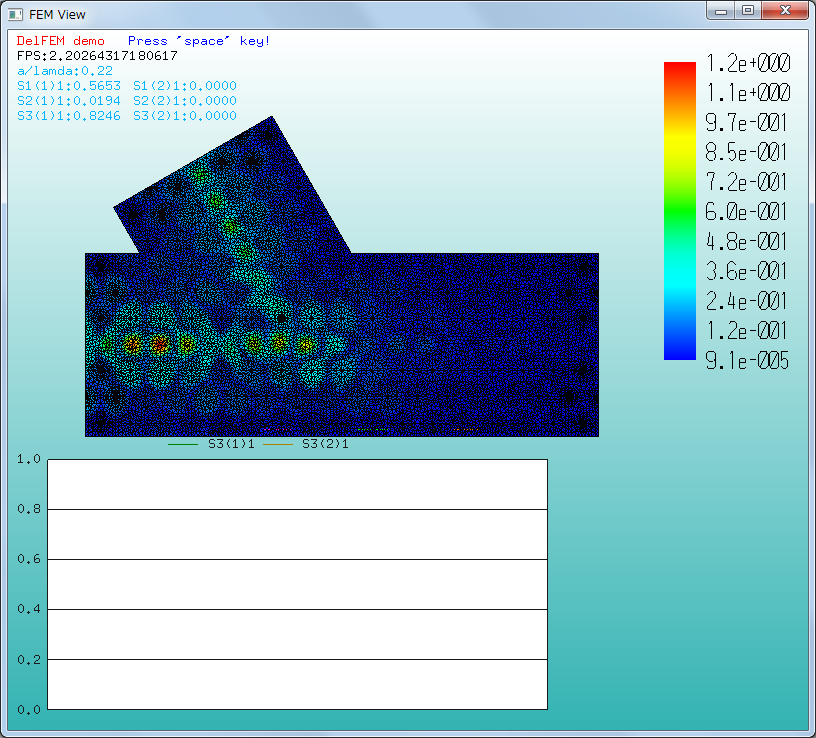 FEM View
DelFEM demo Press "space" key!
FPS:2.20264317180617
a/lamda:0.22
S1(1)1:0.5653 S1(2)1:0.0000
S2(1)1:0.0194 S2(2)1:0.0000
S3(1)1:0.8246 S3(2)1:0.0000
1.2e+000
1.1e+000
9.7e-001
8.5e-001
7.2e-001
6.0e-001
4.8e-001
3.6e-001
2.4e-001
1.2e-001
9.1e-005
S3(1)1 S3(2)1
1.0
0.8
0.6
0.4
0.2
0.0